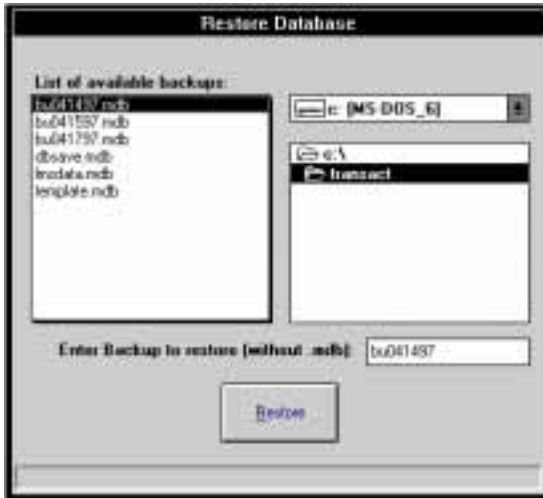 Restore Database
List of available backups:
bu041497.mdb
bu041597.mdb
bu041797.mdb
dbsave.mdb
lmsdata.mdb
template.mdb
c: [MS-DOS_6]
c:\
transact
Enter Backup to restore (without .mdb):
bu041497
Restore